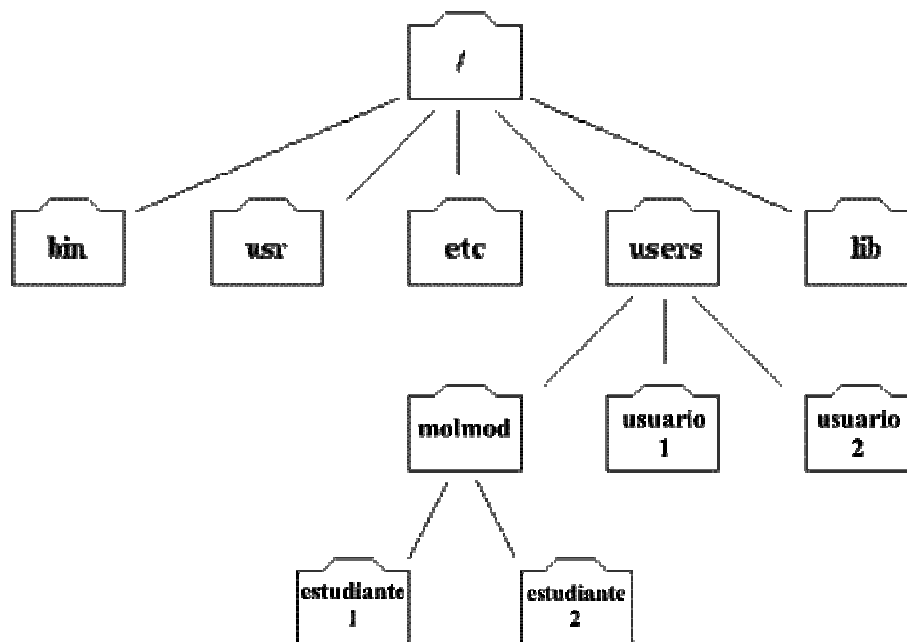 /
bin
usr
etc
users
lib
molmod
usuario
1
usuario
2
estudiante
1
estudiante
2